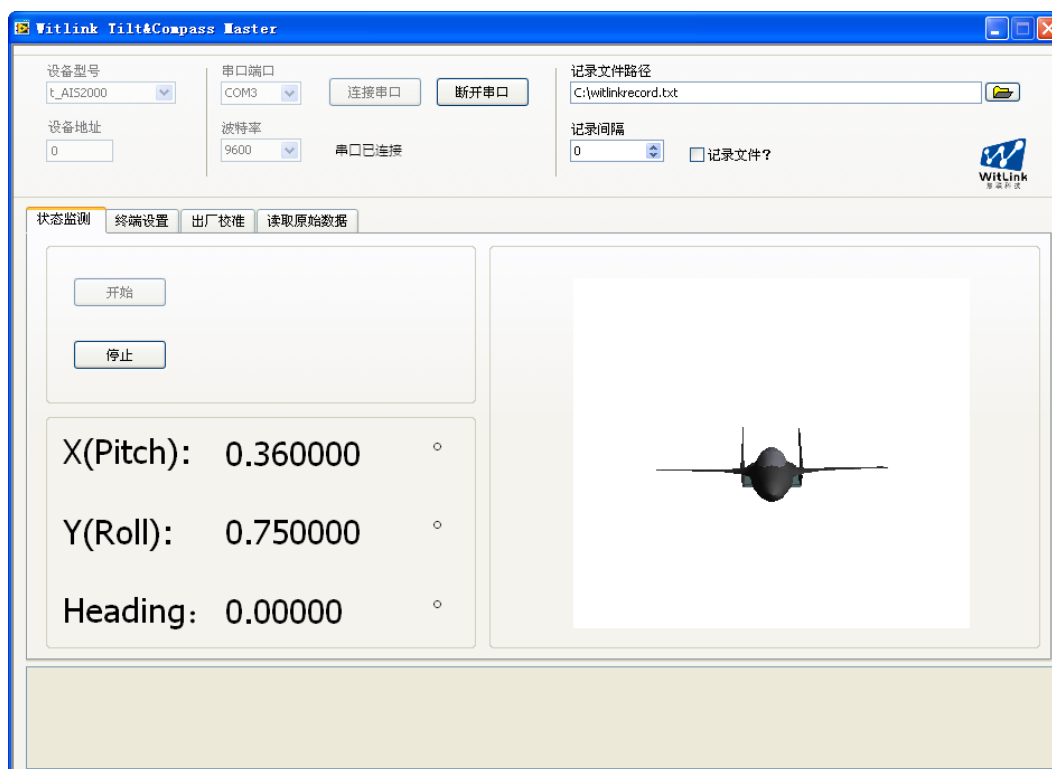 Witlink Tilt&Compass Master
设备型号
t_AIS2000
设备地址
0
串口端口
COM3
连接串口
断开串口
波特率
9600
串口已连接
记录文件路径
C:\witlinkrecord.txt
记录间隔
0
记录文件?
WitLink
慧联科技
状态监测
终端设置
出厂校准
读取原始数据
开始
停止
X(Pitch): 0.360000 °
Y(Roll): 0.750000 °
Heading: 0.00000 °